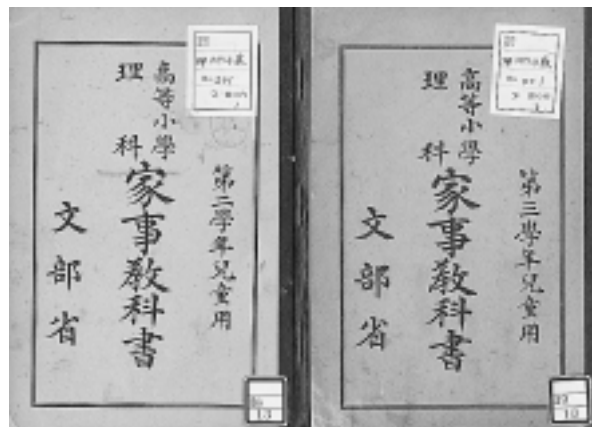 第二學年兒童用
高等小學
理科
家事教科書
文部省
第三學年兒童用
高等小學
理科
家事教科書
文部省